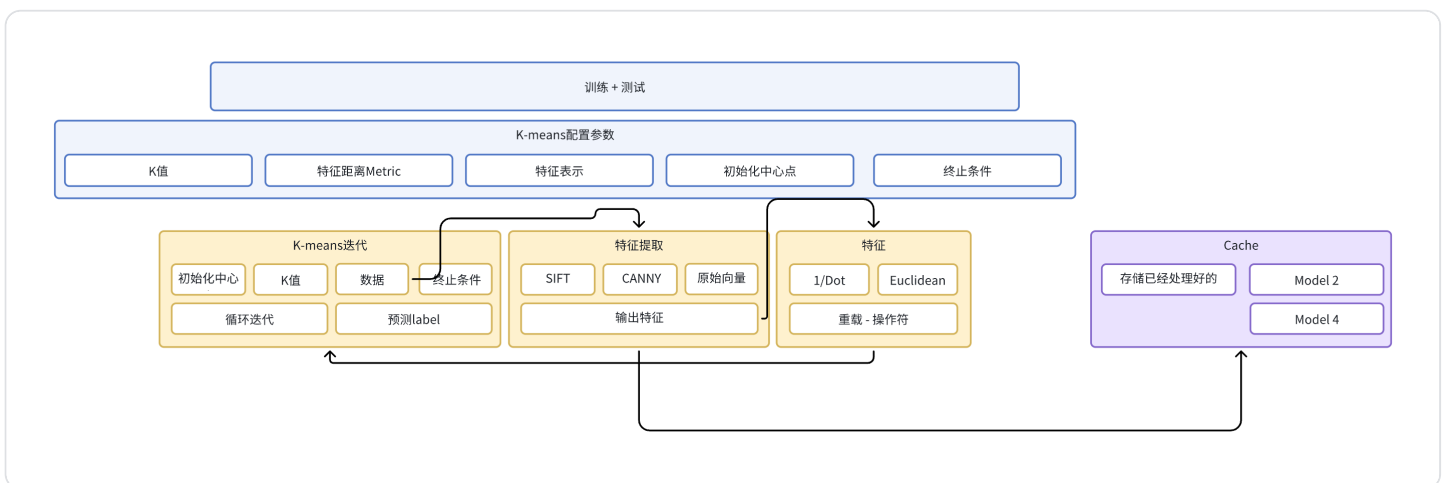 训练 + 测试
K-means配置参数
K值
特征距离Metric
特征表示
初始化中心点
终止条件
K-means迭代
初始化中心
K值
数据
终止条件
循环迭代
预测label
特征提取
SIFT
CANNY
原始向量
输出特征
特征
1/Dot
Euclidean
重载 - 操作符
Cache
存储已经处理好的
Model 2
Model 4